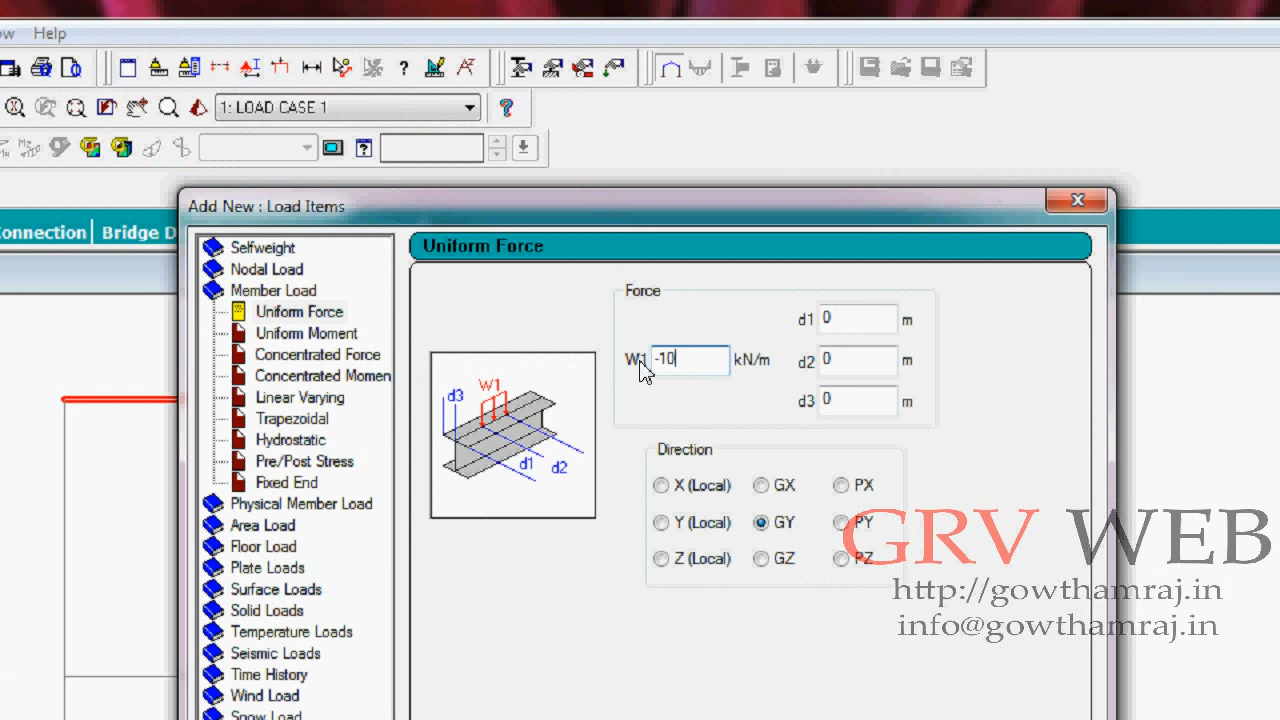 ow Help
1: LOAD CASE 1
Add New : Load Items
onnection Bridge D
Selfweight
Nodal Load
Member Load
Uniform Force
Uniform Moment
Concentrated Force
Concentrated Momen
Linear Varying
Trapezoidal
Hydrostatic
Pre/Post Stress
Fixed End
Physical Member Load
Area Load
Floor Load
Plate Loads
Surface Loads
Solid Loads
Temperature Loads
Seismic Loads
Time History
Wind Load
Snow Load
Uniform Force
W1
d3
d1
d2
Force
d1 0 m
W1 -10 kN/m
d2 0 m
d3 0 m
Direction
X (Local) GX PX
Y (Local) GY PY
Z (Local) GZ PZ
GRV WEB
http://gowthamraj.in
info@gowthamraj.in